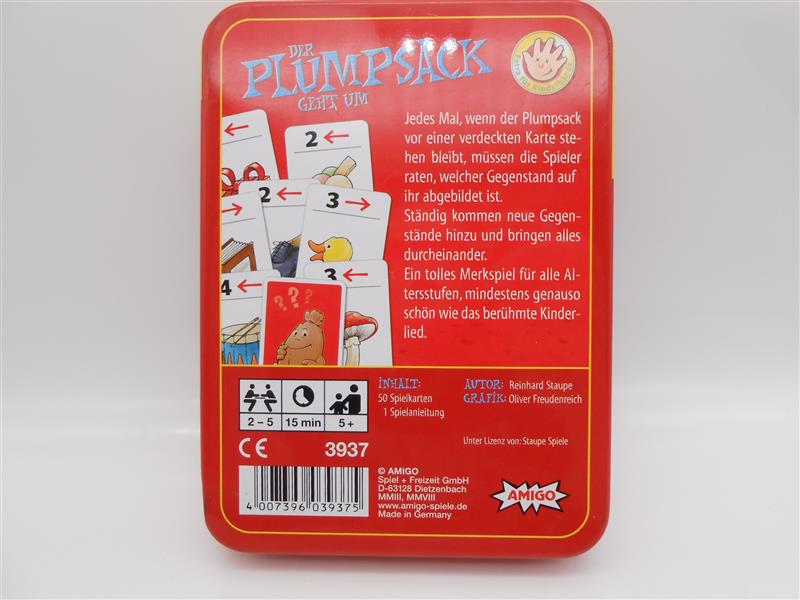 DER
PLUMPSACK
GEHT UM
Extra für Kinderhände
Jedes Mal, wenn der Plumpsack
vor einer verdeckten Karte ste-
hen bleibt, müssen die Spieler
raten, welcher Gegenstand auf
ihr abgebildet ist.
Ständig kommen neue Gegen-
stände hinzu und bringen alles
durcheinander.
Ein tolles Merkspiel für alle Al-
tersstufen, mindestens genauso
schön wie das berühmte Kinder-
lied.
2
2
3
4
3
???
2 – 5
15 min
5+
INHALT:
50 Spielkarten
1 Spielanleitung
AUTOR: Reinhard Staupe
GRAFIK: Oliver Freudenreich
Unter Lizenz von: Staupe Spiele
CE
3937
4 007396 039375
© AMIGO
Spiel + Freizeit GmbH
D-63128 Dietzenbach
MMIII, MMVIII
www.amigo-spiele.de
Made in Germany
AMIGO